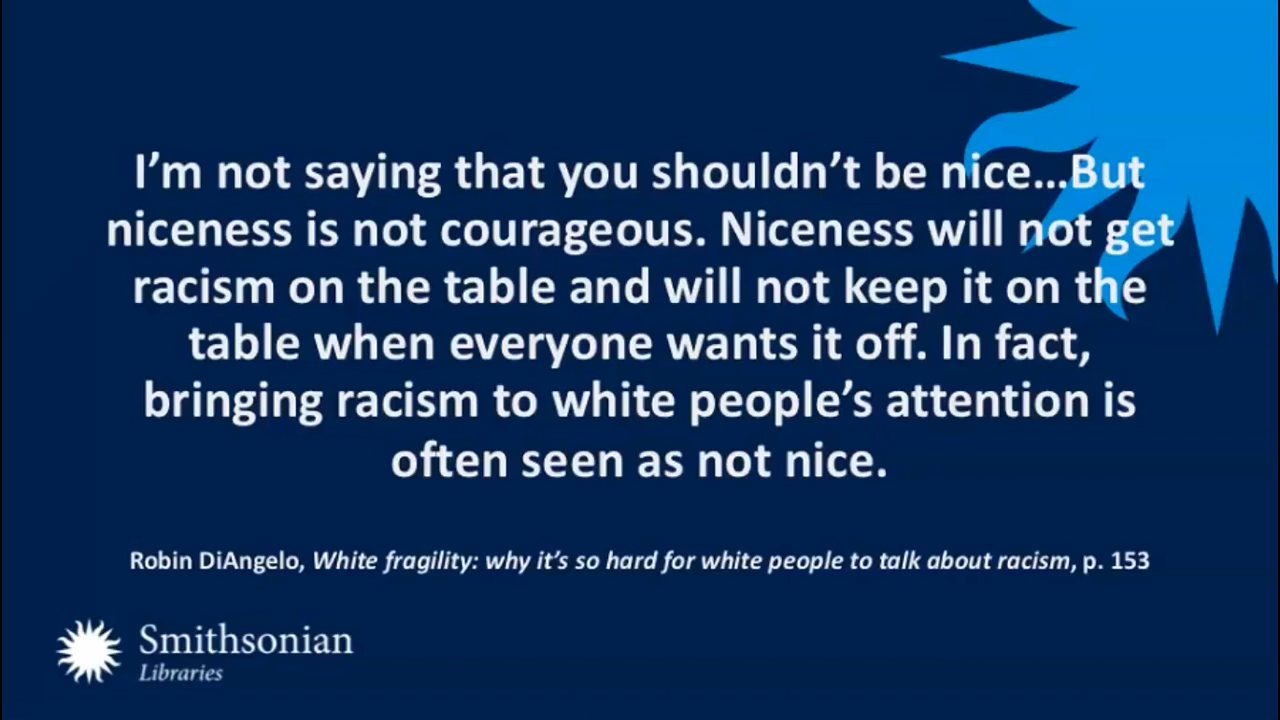 I’m not saying that you shouldn’t be nice…But
niceness is not courageous. Niceness will not get
racism on the table and will not keep it on the
table when everyone wants it off. In fact,
bringing racism to white people’s attention is
often seen as not nice.
Robin DiAngelo, White fragility: why it’s so hard for white people to talk about racism, p. 153
Smithsonian
Libraries